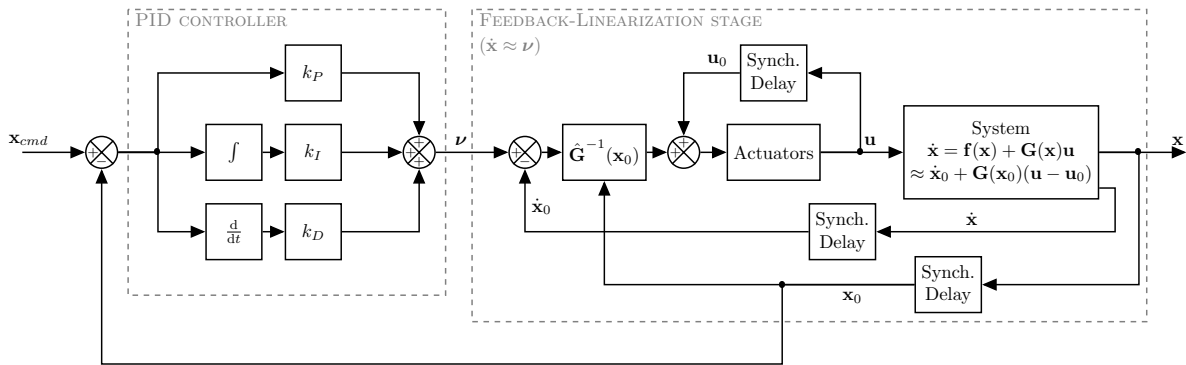 PID CONTROLLER
FEEDBACK-LINEARIZATION STAGE
(ẋ ≈ ν)
k_P
u_0
Synch.
Delay
x_cmd
+
−
∫
k_I
+
+
+
ν
+
−
Ĝ⁻¹(x_0)
+
+
Actuators
u
System
ẋ = f(x) + G(x)u
≈ ẋ_0 + G(x_0)(u − u_0)
x
d/dt
k_D
ẋ_0
Synch.
Delay
ẋ
x_0
Synch.
Delay